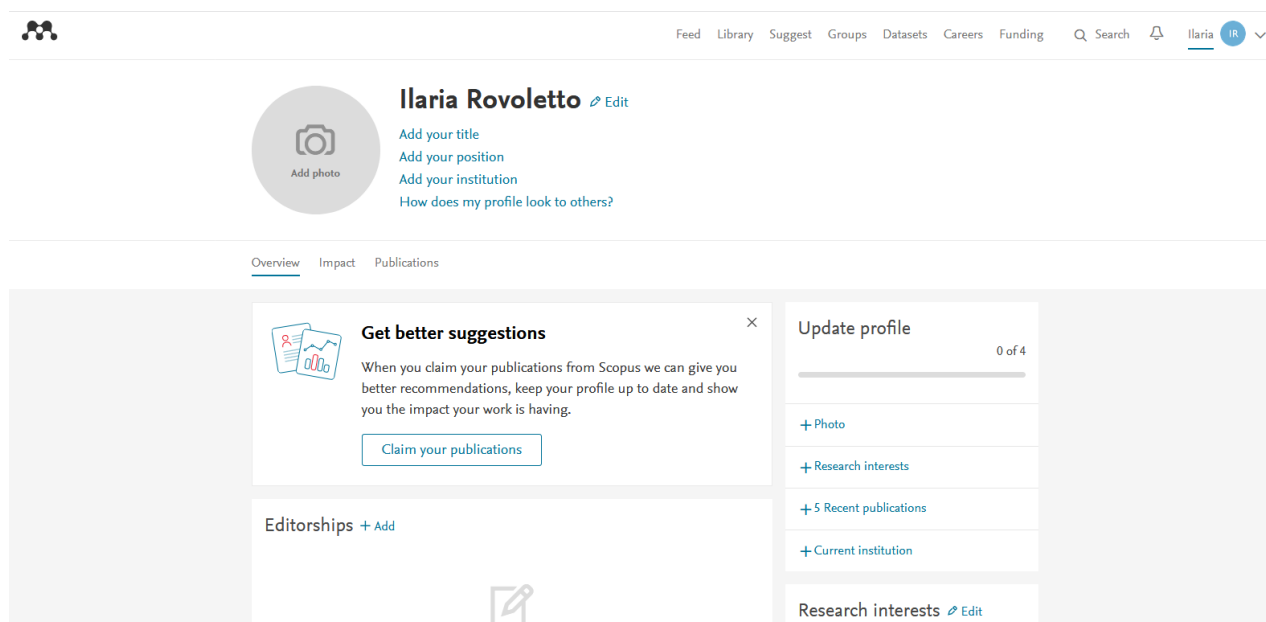 Feed Library Suggest Groups Datasets Careers Funding Search Ilaria IR
Ilaria Rovoletto Edit
Add your title
Add your position
Add your institution
How does my profile look to others?
Add photo
Overview Impact Publications
Get better suggestions
When you claim your publications from Scopus we can give you
better recommendations, keep your profile up to date and show
you the impact your work is having.
Claim your publications
Editorships + Add
Update profile
0 of 4
+ Photo
+ Research interests
+ 5 Recent publications
+ Current institution
Research interests Edit